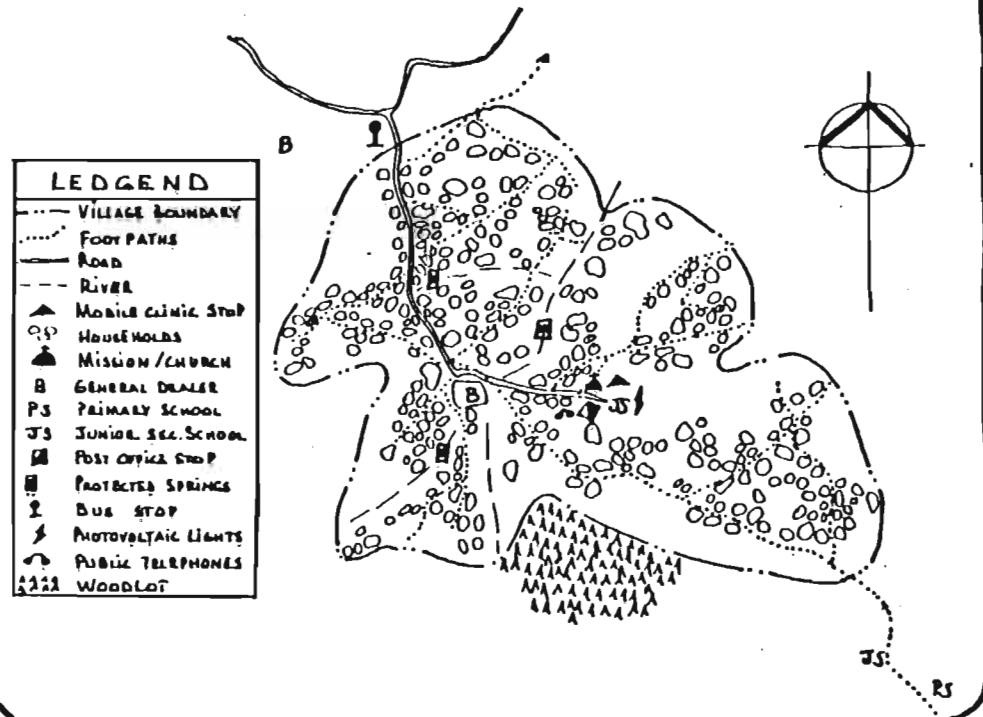 B
LEDGEND
VILLAGE BOUNDARY
FOOT PATHS
ROAD
RIVER
MOBILE CLINIC STOP
HOUSEHOLDS
MISSION/CHURCH
B GENERAL DEALER
PS PRIMARY SCHOOL
JS JUNIOR SEC. SCHOOL
POST OFFICE STOP
PROTECTED SPRINGS
BUS STOP
PHOTOVOLTAIC LIGHTS
PUBLIC TELEPHONES
WOODLOT
B
JS
JS
PS